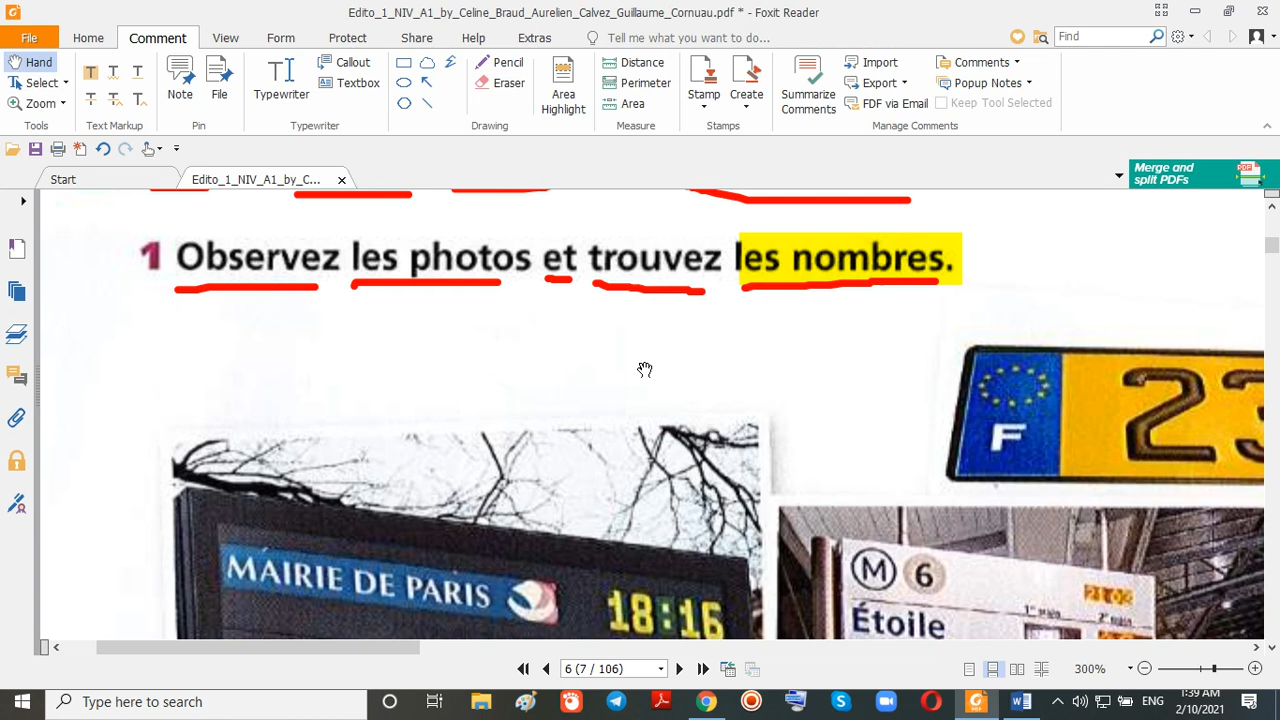 Edito_1_NIV_A1_by_Celine_Braud_Aurelien_Calvez_Guillaume_Cornuau.pdf * - Foxit Reader
File Home Comment View Form Protect Share Help Extras Tell me what you want to do... Find
Hand
Select
Zoom
Tools
Text Markup
Note
File
Pin
Typewriter
Callout
Textbox
Typewriter
Pencil
Eraser
Area
Highlight
Drawing
Distance
Perimeter
Area
Measure
Stamp
Create
Stamps
Summarize
Comments
Import
Export
FDF via Email
Comments
Popup Notes
Keep Tool Selected
Manage Comments
Start
Edito_1_NIV_A1_by_C...
Merge and
split PDFs
1 Observez les photos et trouvez les nombres.
F
23
MAIRIE DE PARIS
18:16
M 6
Étoile
1er train
2e train
6 (7 / 106)
300%
Type here to search
ENG
1:39 AM
2/10/2021